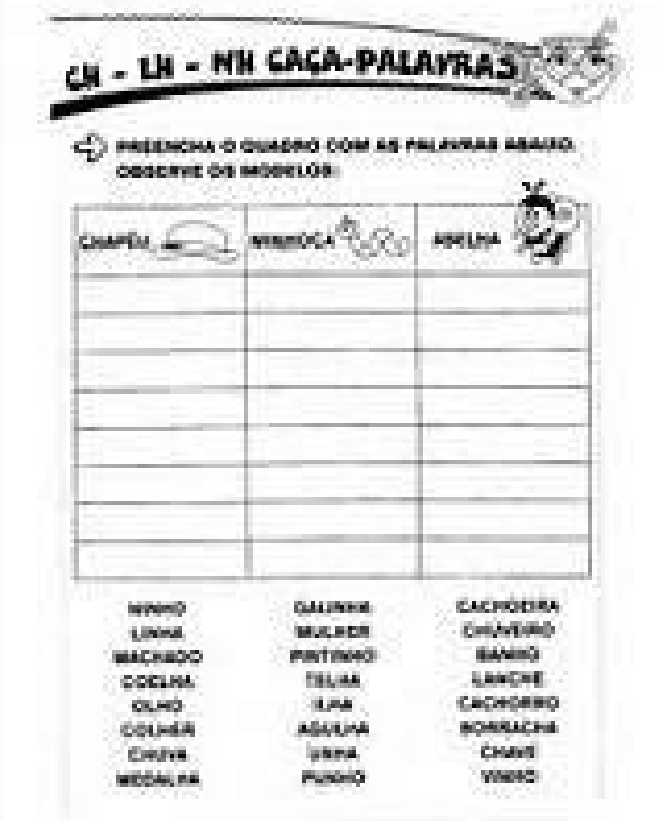 CH - LH - NH CAÇA-PALAVRAS
PREENCHA O QUADRO COM AS PALAVRAS ABAIXO.
OBSERVE OS MODELOS:
CHAPÉU MINHOCA ABELHA
NINHO GALINHA CACHOEIRA
LINHA MULHER CHUVEIRO
MACHADO PINTINHO BANHO
COELHA TELHA LANCHE
OLHO ILHA CACHORRO
COLHER AGULHA BORRACHA
CHUVA UNHA CHAVE
MEDALHA PUNHO VINHO